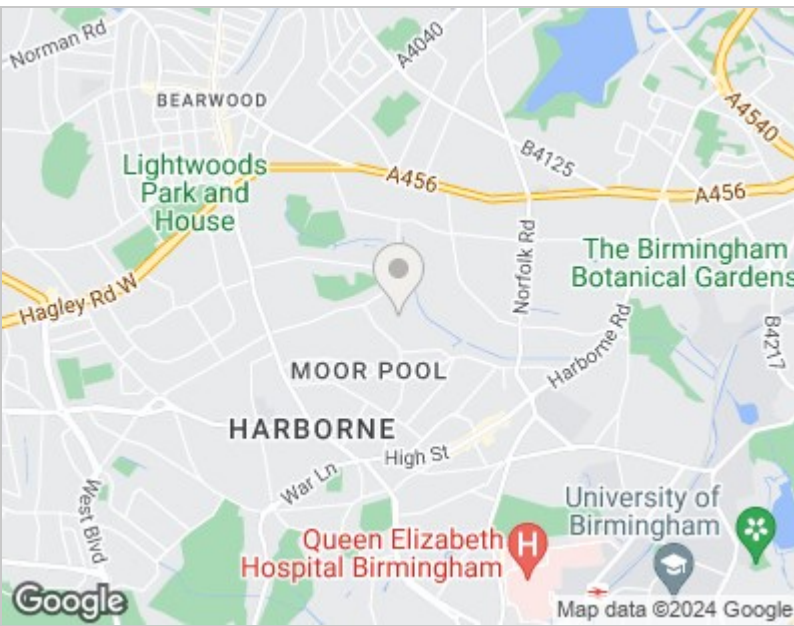 Norman Rd
A4040
BEARWOOD
A4540
B4125
Lightwoods
Park and
House
A456
A456
Norfolk Rd
The Birmingham
Botanical Gardens
Hagley Rd W
Harborne Rd
B4217
MOOR POOL
HARBORNE
High St
War Ln
West Blvd
University of
Birmingham
Queen Elizabeth
Hospital Birmingham
H
Google
Map data ©2024 Google